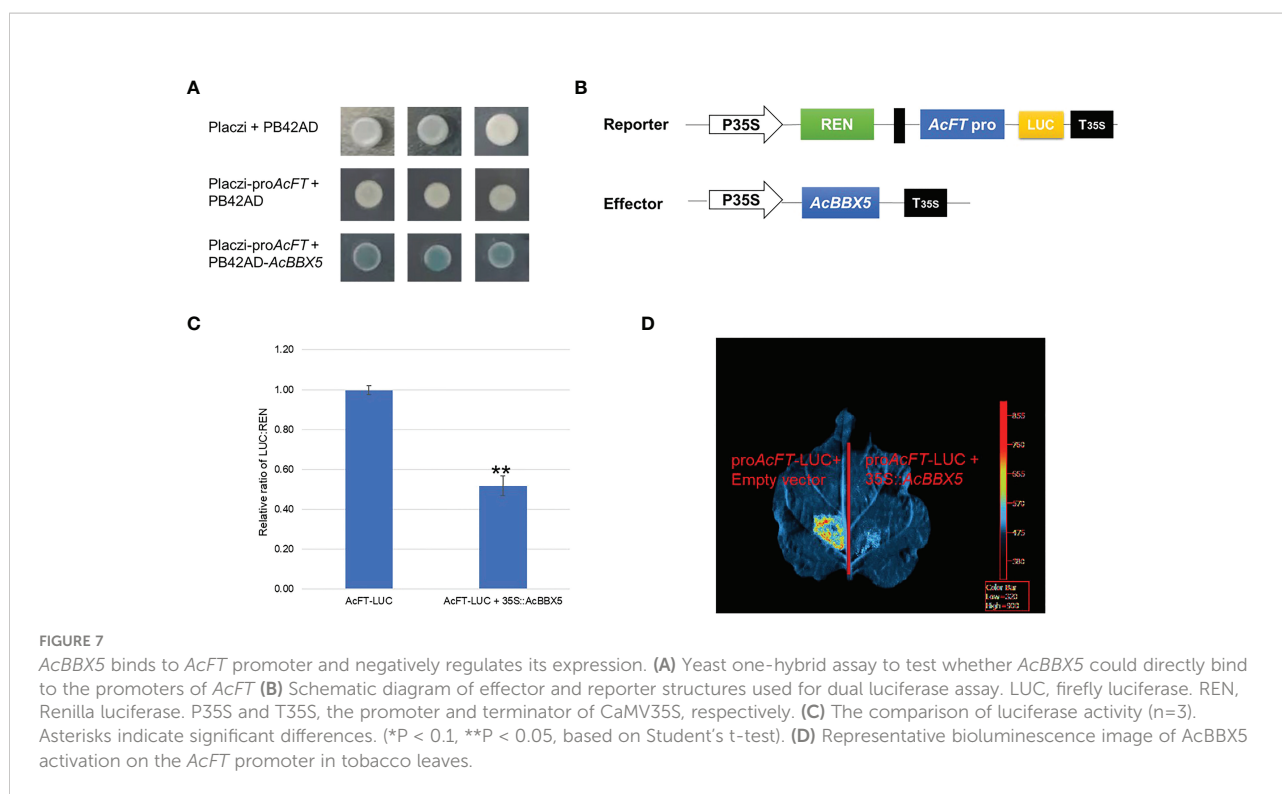 A
Placzi + PB42AD
Placzi-proAcFT +
PB42AD
Placzi-proAcFT +
PB42AD-AcBBX5
B
Reporter
P35S
REN
AcFT pro
LUC
T35S
Effector
P35S
AcBBX5
T35S
C
Relative ratio of LUC:REN
1.20
1.00
0.80
0.60
0.40
0.20
0.00
**
AcFT-LUC
AcFT-LUC + 35S::AcBBX5
D
proAcFT-LUC+
Empty vector
proAcFT-LUC +
35S::AcBBX5
475
Color Bar
FIGURE 7
AcBBX5 binds to AcFT promoter and negatively regulates its expression. (A) Yeast one-hybrid assay to test whether AcBBX5 could directly bind
to the promoters of AcFT (B) Schematic diagram of effector and reporter structures used for dual luciferase assay. LUC, firefly luciferase. REN,
Renilla luciferase. P35S and T35S, the promoter and terminator of CaMV35S, respectively. (C) The comparison of luciferase activity (n=3).
Asterisks indicate significant differences. (*P < 0.1, **P < 0.05, based on Student's t-test). (D) Representative bioluminescence image of AcBBX5
activation on the AcFT promoter in tobacco leaves.